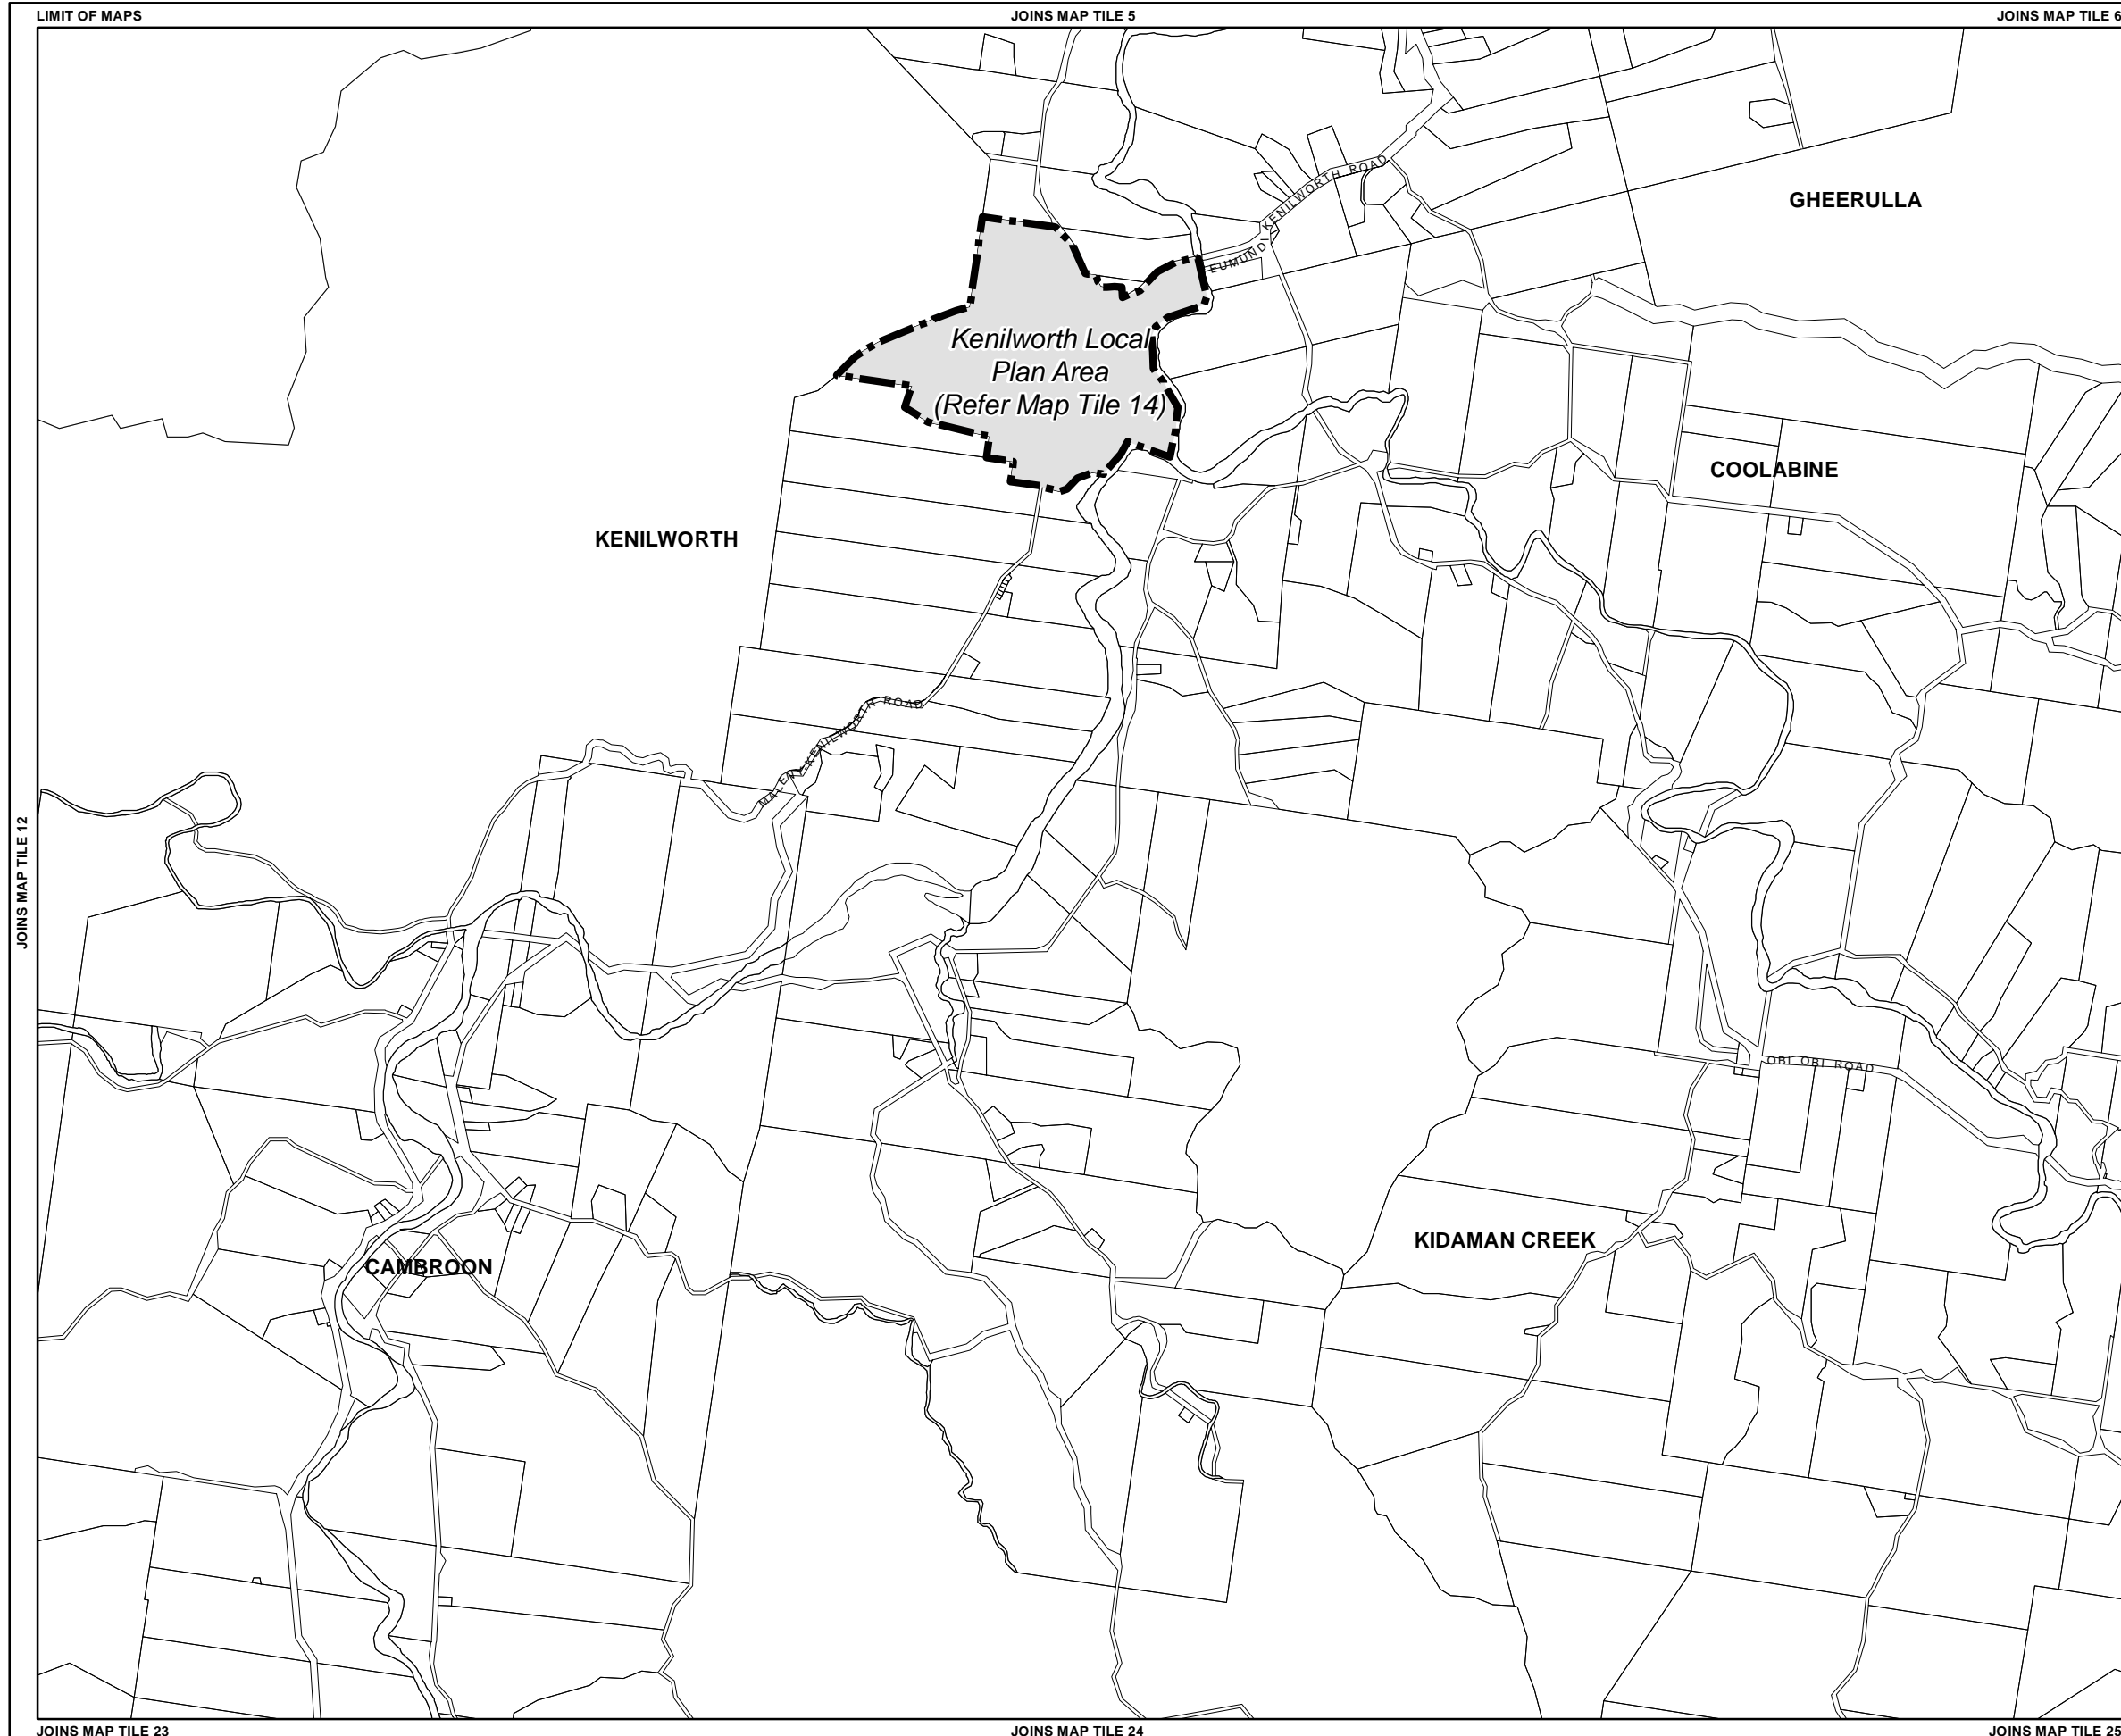 LIMIT OF MAPS
JOINS MAP TILE 5
JOINS MAP TILE 6
GHEERULLA
EUMUNDI KENILWORTH ROAD
Kenilworth Local
Plan Area
(Refer Map Tile 14)
COOLABINE
KENILWORTH
MALENY KENILWORTH ROAD
JOINS MAP TILE 12
OBI OBI ROAD
KIDAMAN CREEK
CAMBROON
JOINS MAP TILE 23
JOINS MAP TILE 24
JOINS MAP TILE 25